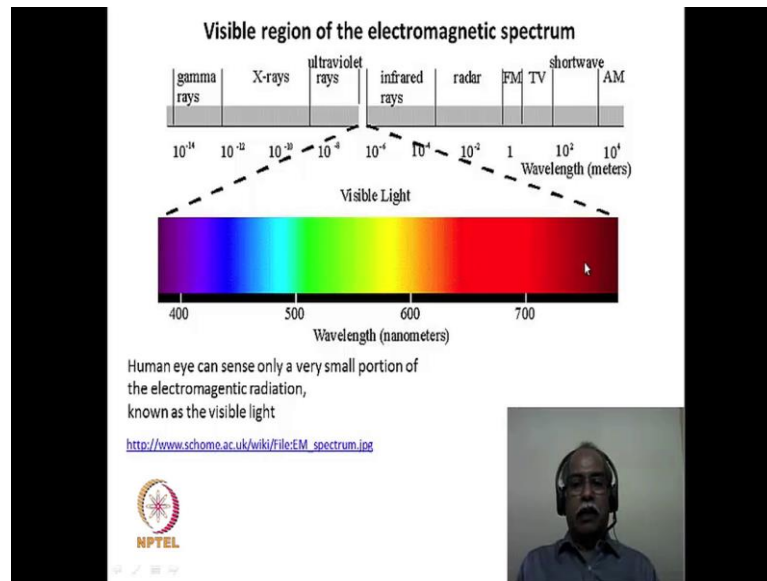 Visible region of the electromagnetic spectrum
gamma rays X-rays ultraviolet rays infrared rays radar FM TV shortwave AM
10⁻¹⁴ 10⁻¹² 10⁻¹⁰ 10⁻⁸ 10⁻⁶ 10⁻⁴ 10⁻² 1 10² 10⁴
Wavelength (meters)
Visible Light
400 500 600 700
Wavelength (nanometers)
Human eye can sense only a very small portion of
the electromagentic radiation,
known as the visible light
http://www.schome.ac.uk/wiki/File:EM_spectrum.jpg
NPTEL